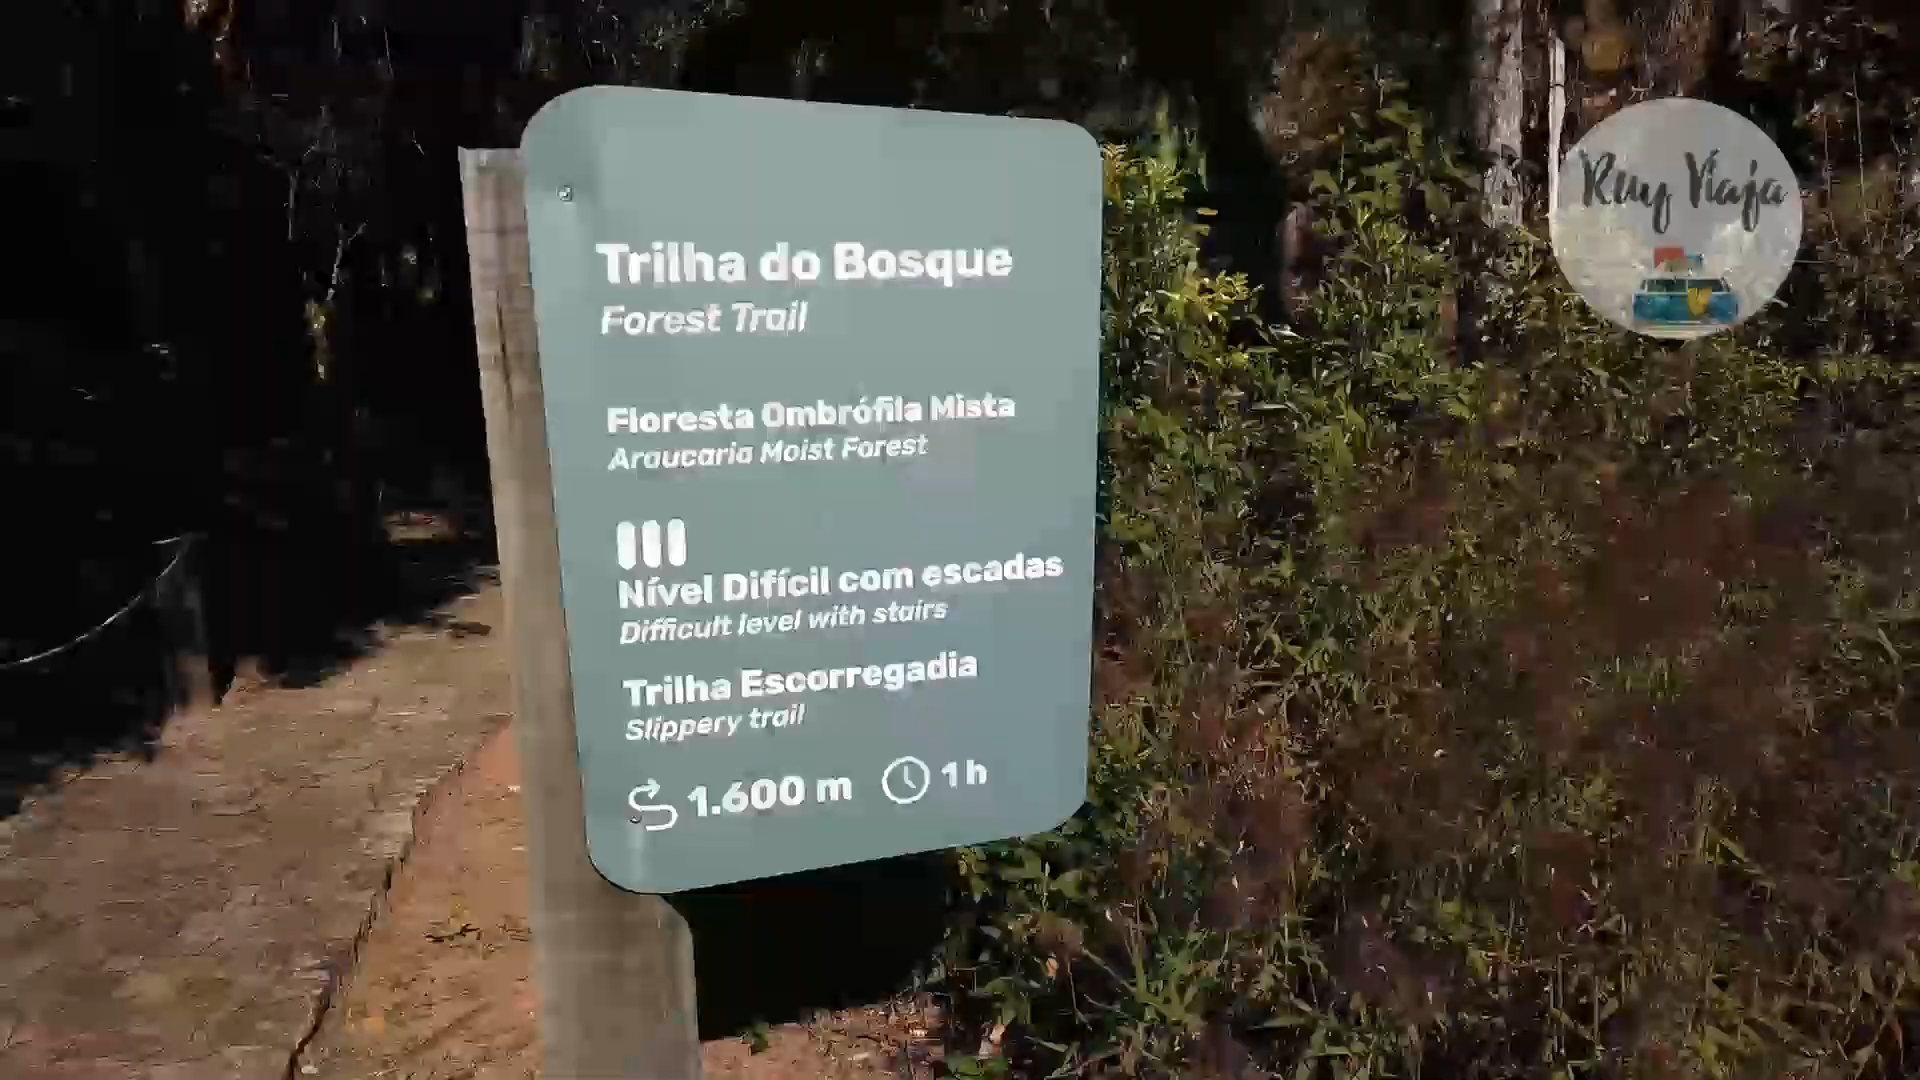 Trilha do Bosque
Forest Trail
Floresta Ombrófila Mista
Araucaria Moist Forest
Nível Difícil com escadas
Difficult level with stairs
Trilha Escorregadia
Slippery trail
1.600 m 1h
Ruy Viaja